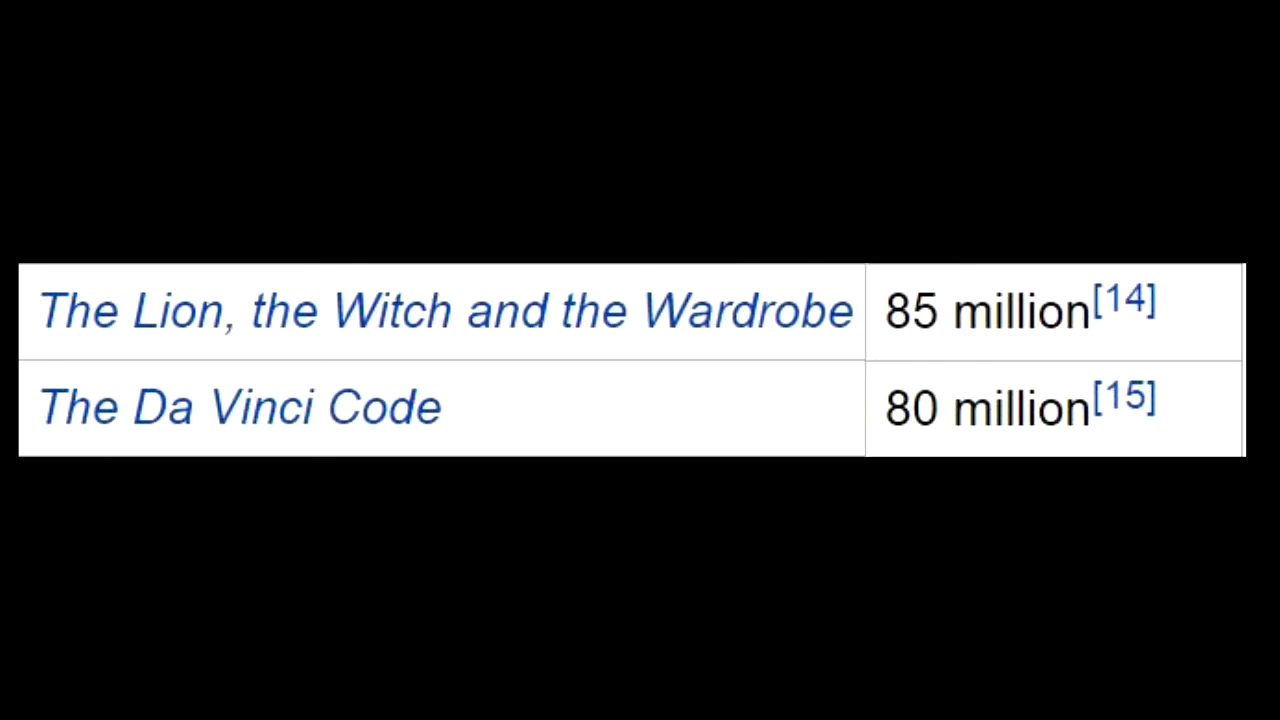 The Lion, the Witch and the Wardrobe 85 million[14]
The Da Vinci Code 80 million[15]